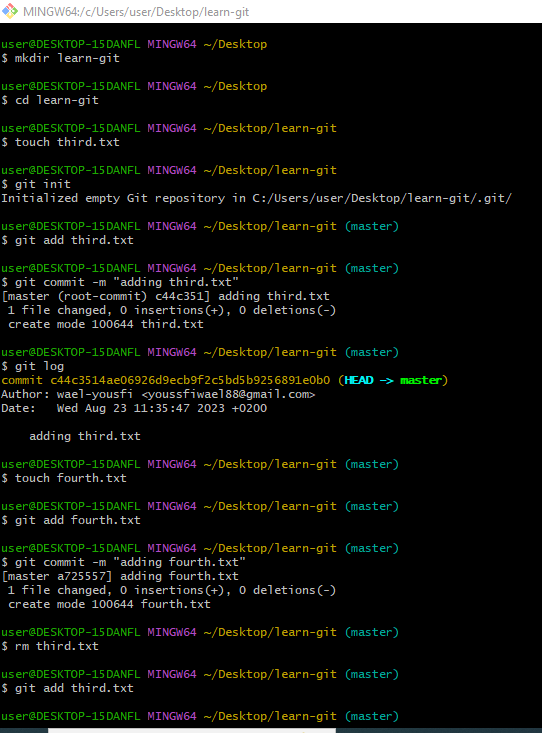 MINGW64:/c/Users/user/Desktop/learn-git
user@DESKTOP-15DANFL MINGW64 ~/Desktop
$ mkdir learn-git
user@DESKTOP-15DANFL MINGW64 ~/Desktop
$ cd learn-git
user@DESKTOP-15DANFL MINGW64 ~/Desktop/learn-git
$ touch third.txt
user@DESKTOP-15DANFL MINGW64 ~/Desktop/learn-git
$ git init
Initialized empty Git repository in C:/Users/user/Desktop/learn-git/.git/
user@DESKTOP-15DANFL MINGW64 ~/Desktop/learn-git (master)
$ git add third.txt
user@DESKTOP-15DANFL MINGW64 ~/Desktop/learn-git (master)
$ git commit -m "adding third.txt"
[master (root-commit) c44c351] adding third.txt
 1 file changed, 0 insertions(+), 0 deletions(-)
 create mode 100644 third.txt
user@DESKTOP-15DANFL MINGW64 ~/Desktop/learn-git (master)
$ git log
commit c44c3514ae06926d9ecb9f2c5bd5b9256891e0b0 (HEAD -> master)
Author: wael-yousfi <youssfiwael88@gmail.com>
Date:   Wed Aug 23 11:35:47 2023 +0200
    adding third.txt
user@DESKTOP-15DANFL MINGW64 ~/Desktop/learn-git (master)
$ touch fourth.txt
user@DESKTOP-15DANFL MINGW64 ~/Desktop/learn-git (master)
$ git add fourth.txt
user@DESKTOP-15DANFL MINGW64 ~/Desktop/learn-git (master)
$ git commit -m "adding fourth.txt"
[master a725557] adding fourth.txt
 1 file changed, 0 insertions(+), 0 deletions(-)
 create mode 100644 fourth.txt
user@DESKTOP-15DANFL MINGW64 ~/Desktop/learn-git (master)
$ rm third.txt
user@DESKTOP-15DANFL MINGW64 ~/Desktop/learn-git (master)
$ git add third.txt
user@DESKTOP-15DANFL MINGW64 ~/Desktop/learn-git (master)